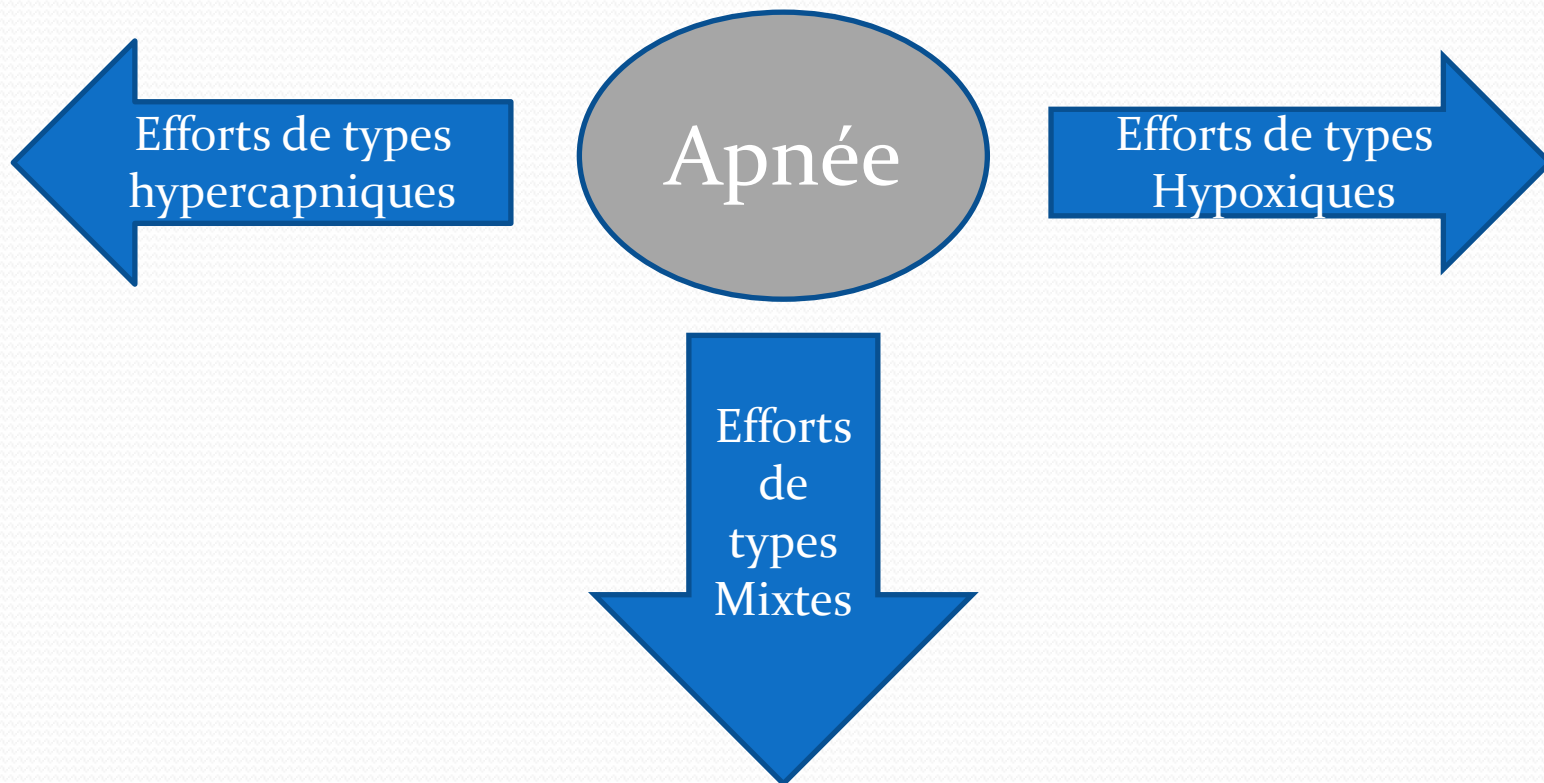 Apnée
Efforts de types
hypercapniques
Efforts de types
Hypoxiques
Efforts
de
types
Mixtes